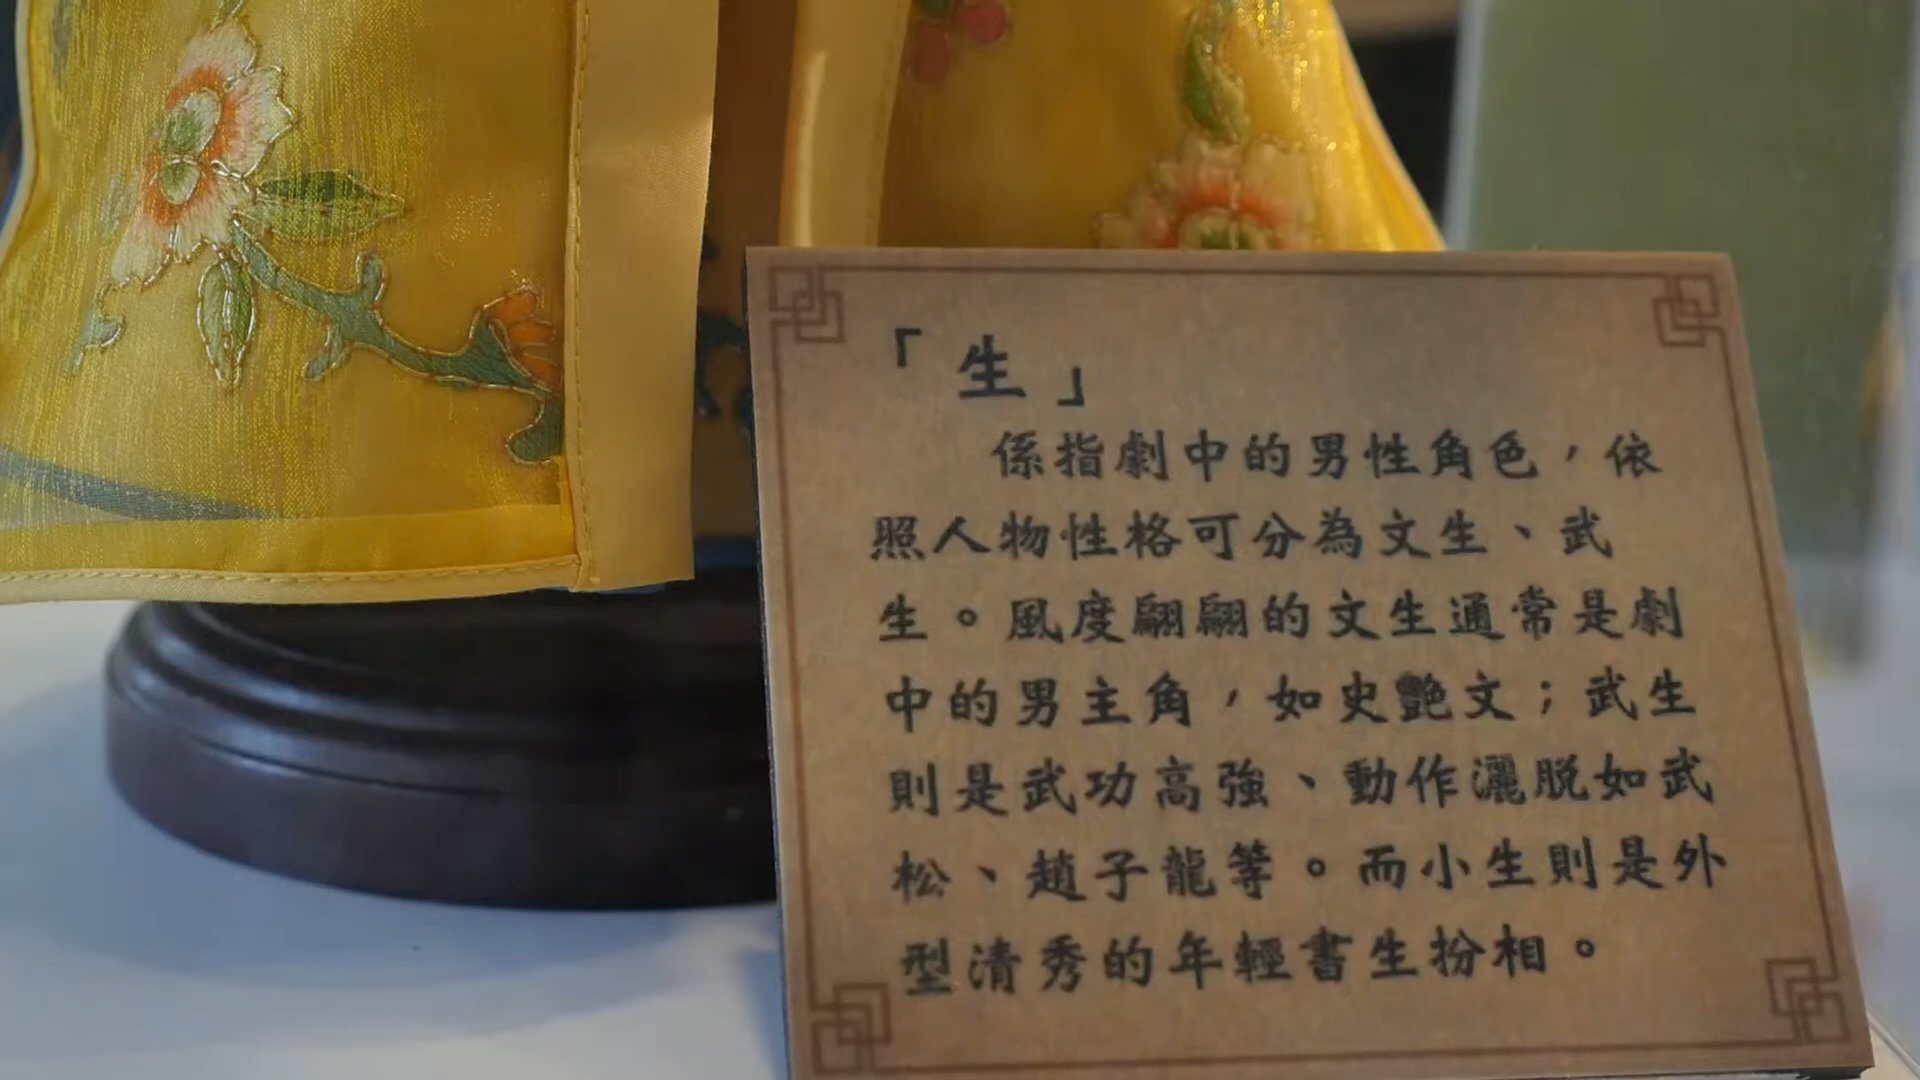 「生」
係指劇中的男性角色，依
照人物性格可分為文生、武
生。風度翩翩的文生通常是劇
中的男主角，如史艷文；武生
則是武功高強、動作灑脫如武
松、趙子龍等。而小生則是外
型清秀的年輕書生扮相。